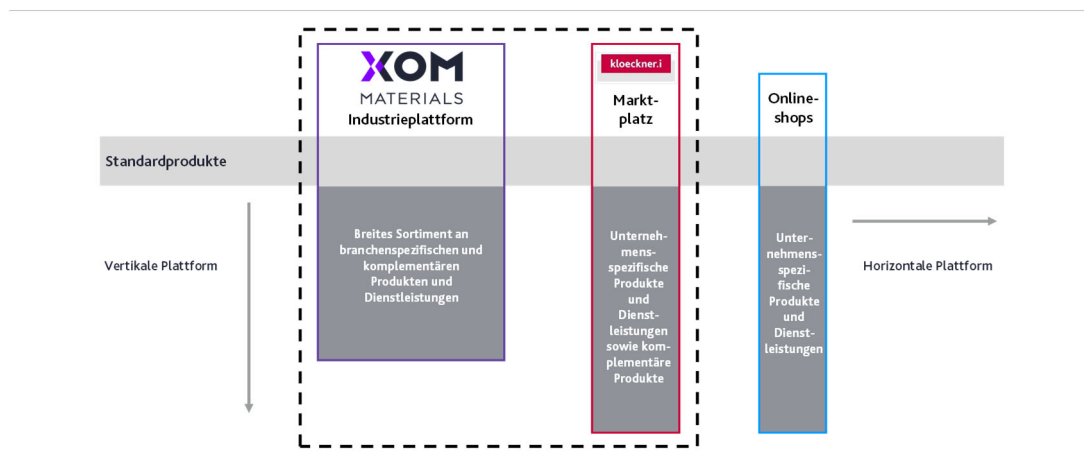 XOM
MATERIALS
Industrieplattform
kloeckner.i
Markt-
platz
Online-
shops
Standardprodukte
Vertikale Plattform
Breites Sortiment an
branchenspezifischen und
komplementären
Produkten und
Dienstleistungen
Unterneh-
mens-
spezifische
Produkte
und
Dienst-
leistungen
sowie kom-
plementäre
Produkte
Unter-
nehmens-
spezi-
fische
Produkte
und
Dienst-
leistungen
Horizontale Plattform